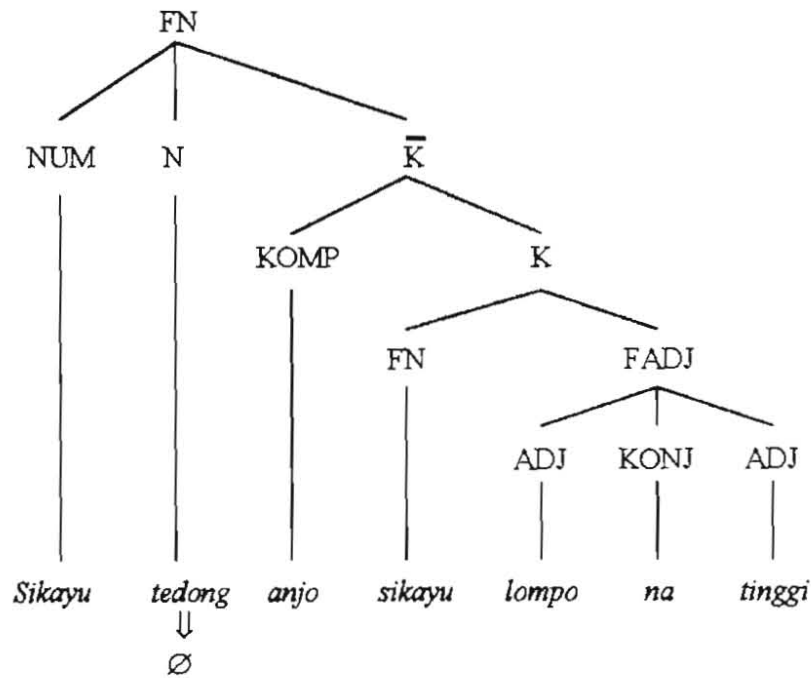 FN
NUM N K̅
KOMP K
FN FADJ
ADJ KONJ ADJ
Sikayu tedong anjo sikayu lompo na tinggi
⇓
∅